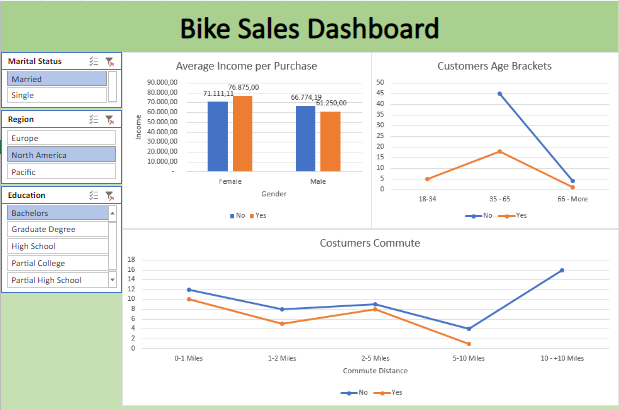 Bike Sales Dashboard
Marital Status
Married
Single
Region
Europe
North America
Pacific
Education
Bachelors
Graduate Degree
High School
Partial College
Partial High School
Average Income per Purchase
90.000,00
80.000,00
70.000,00
60.000,00
50.000,00
40.000,00
30.000,00
20.000,00
10.000,00
-
Income
71.111,11
76.875,00
66.774,19
61.250,00
Female
Male
Gender
No Yes
Customers Age Brackets
50
45
40
35
30
25
20
15
10
5
0
18-34
35 - 65
66 - More
No Yes
Costumers Commute
18
16
14
12
10
8
6
4
2
0
0-1 Miles
1-2 Miles
2-5 Miles
5-10 Miles
10 - +10 Miles
Commute Distance
No Yes